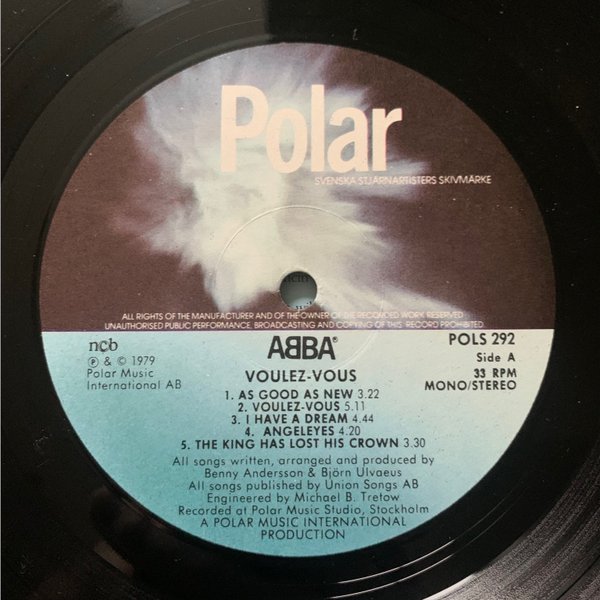 Polar
SVENSKA STJÄRNARTISTERS SKIVMÄRKE
ALL RIGHTS OF THE MANUFACTURER AND OF THE OWNER OF THE RECORDED WORK RESERVED
UNAUTHORISED PUBLIC PERFORMANCE, BROADCASTING AND COPYING OF THIS RECORD PROHIBITED
ncb
ABBA®
POLS 292
Ⓟ & © 1979
Side A
Polar Music
International AB
33 RPM
MONO/STEREO
VOULEZ-VOUS
1. AS GOOD AS NEW 3.22
2. VOULEZ-VOUS 5.11
3. I HAVE A DREAM 4.44
4. ANGELEYES 4.20
5. THE KING HAS LOST HIS CROWN 3.30
All songs written, arranged and produced by
Benny Andersson & Björn Ulvaeus
All songs published by Union Songs AB
Engineered by Michael B. Tretow
Recorded at Polar Music Studio, Stockholm
A POLAR MUSIC INTERNATIONAL
PRODUCTION